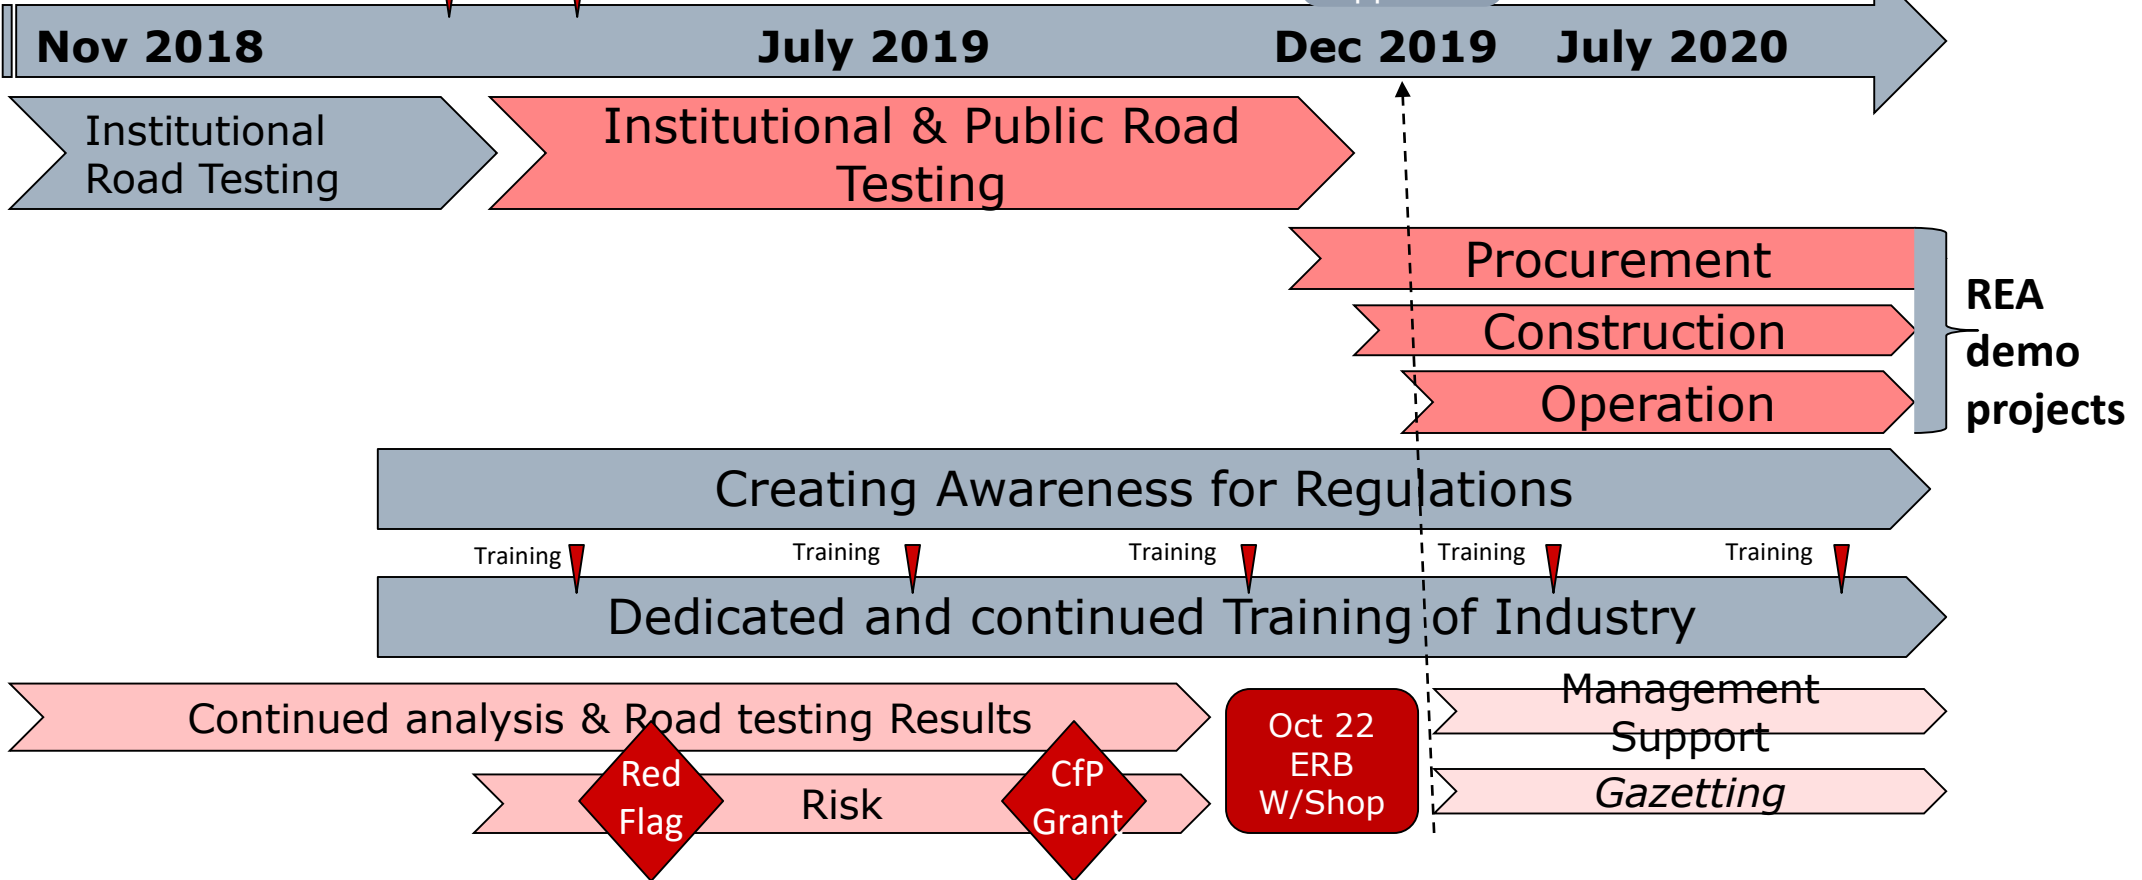 Nov 2018
July 2019
Dec 2019
July 2020
Institutional
Road Testing
Institutional & Public Road
Testing
Procurement
Construction
Operation
REA
demo
projects
Creating Awareness for Regulations
Training
Training
Training
Training
Training
Dedicated and continued Training of Industry
Continued analysis & Road testing Results
Red
Flag
Risk
CfP
Grant
Oct 22
ERB
W/Shop
Management
Support
Gazetting